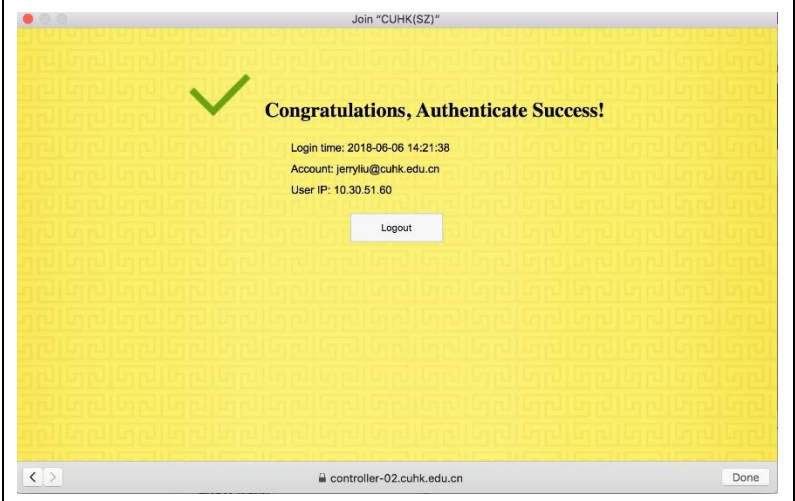 Join “CUHK(SZ)”
Congratulations, Authenticate Success!
Login time: 2018-06-06 14:21:38
Account: jerryliu@cuhk.edu.cn
User IP: 10.30.51.60
Logout
controller-02.cuhk.edu.cn
Done